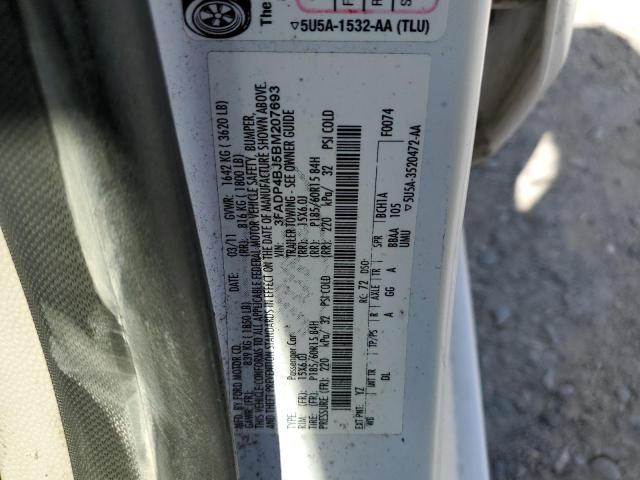 The
▽5U5A-1532-AA (TLU)
MFD. BY FORD MOTOR CO.
DATE: 03/11 GVWR: 1642 KG ( 3620 LB)
GAWR (FR): 839 KG (1850 LB) (RR): 816 KG (1800 LB)
THIS VEHICLE CONFORMS TO ALL APPLICABLE FEDERAL MOTOR VEHICLE SAFETY, BUMPER,
AND THEFT PREVENTION STANDARDS IN EFFECT ON THE DATE OF MANUFACTURE SHOWN ABOVE.
3FADP4BJ5BM207693
TYPE: Passenger Car TRAILER TOWING - SEE OWNER GUIDE
RIM: (FR): 15X6.0J (RR): 15X6.0J
TIRE: (FR): P185/60R15 84H (RR): P185/60R15 84H
PRESSURE (FR): 220 kPa/ 32 PSI COLD (RR): 220 kPa/ 32 PSI COLD
F0074
EXT PNT: YZ RC: 72 DSO:
WB INT TR TP/PS R AXLE TR SPR BCH1A
DL A GG A BBAA 105
UMU
▽5U5A-3520472-AA